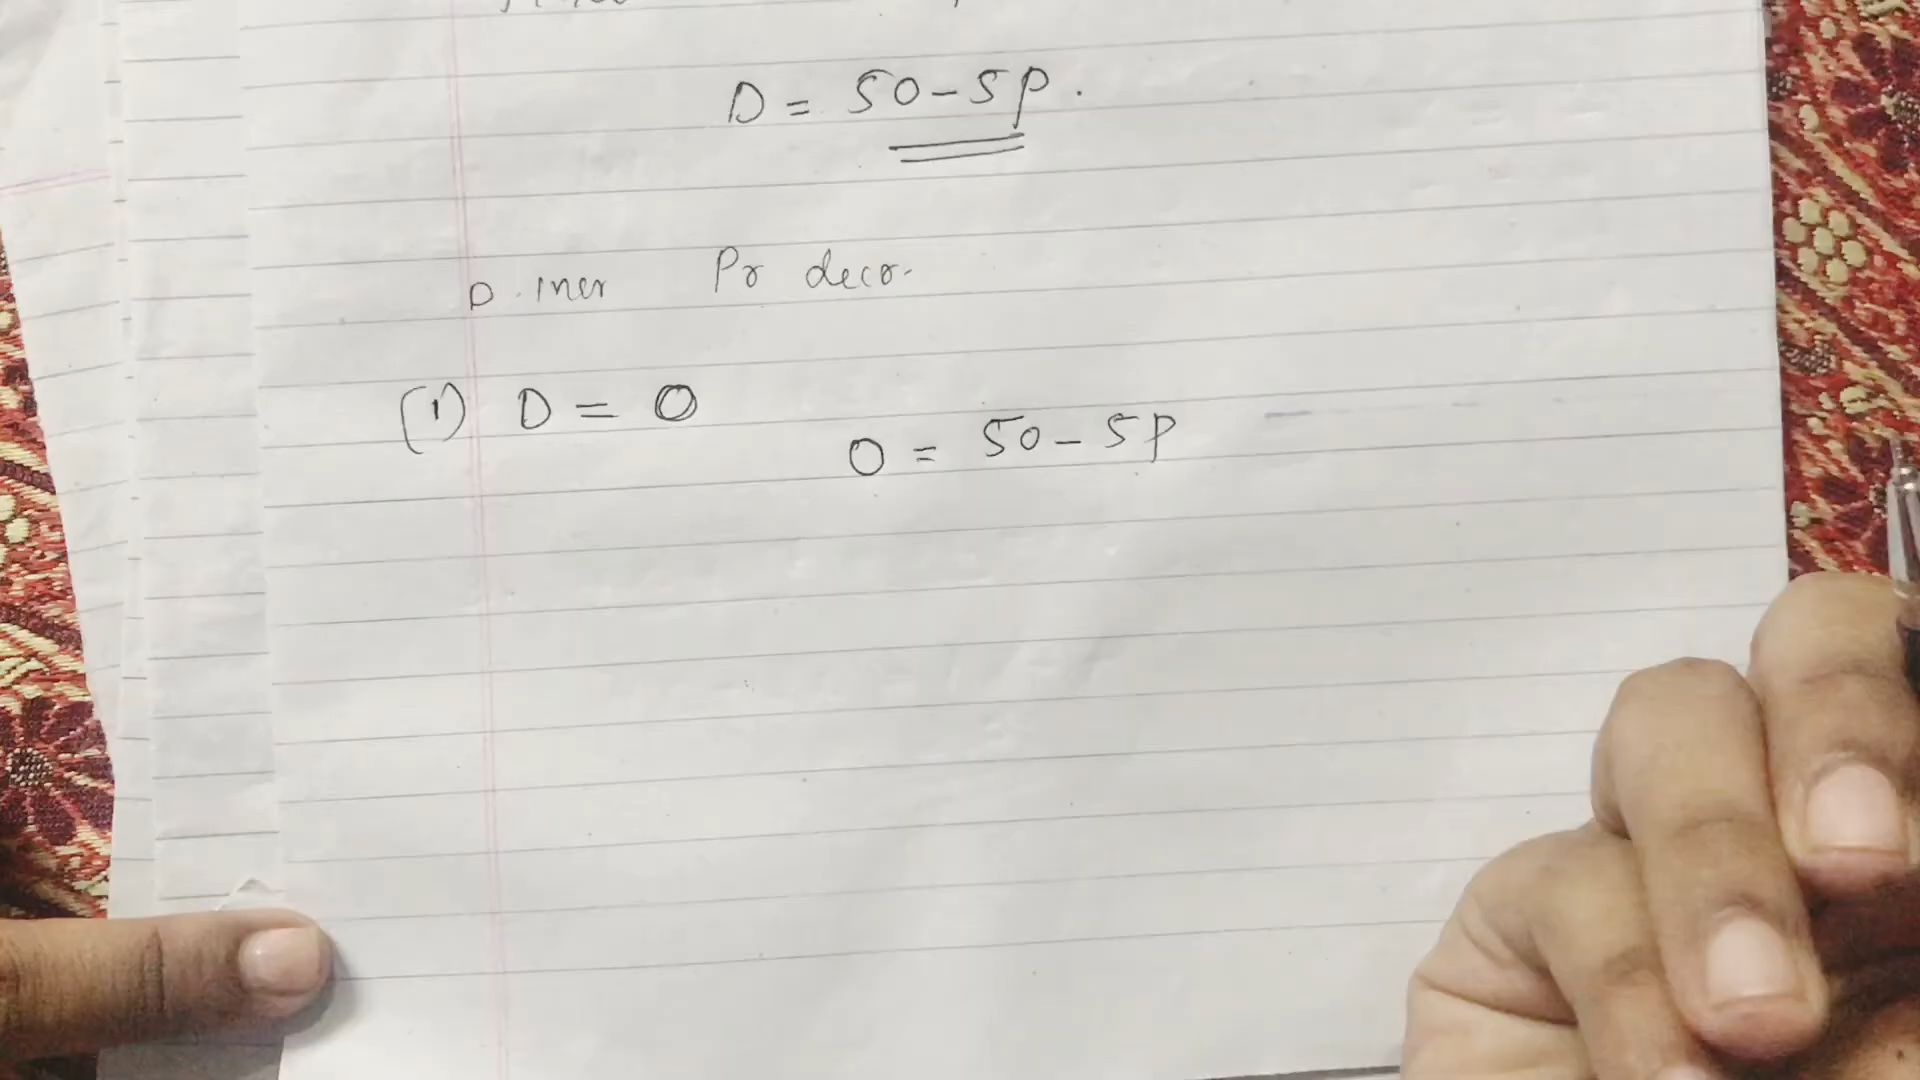 D = 50 - 5P.
D. incr Pr decr.
(1) D = 0
0 = 50 - 5P